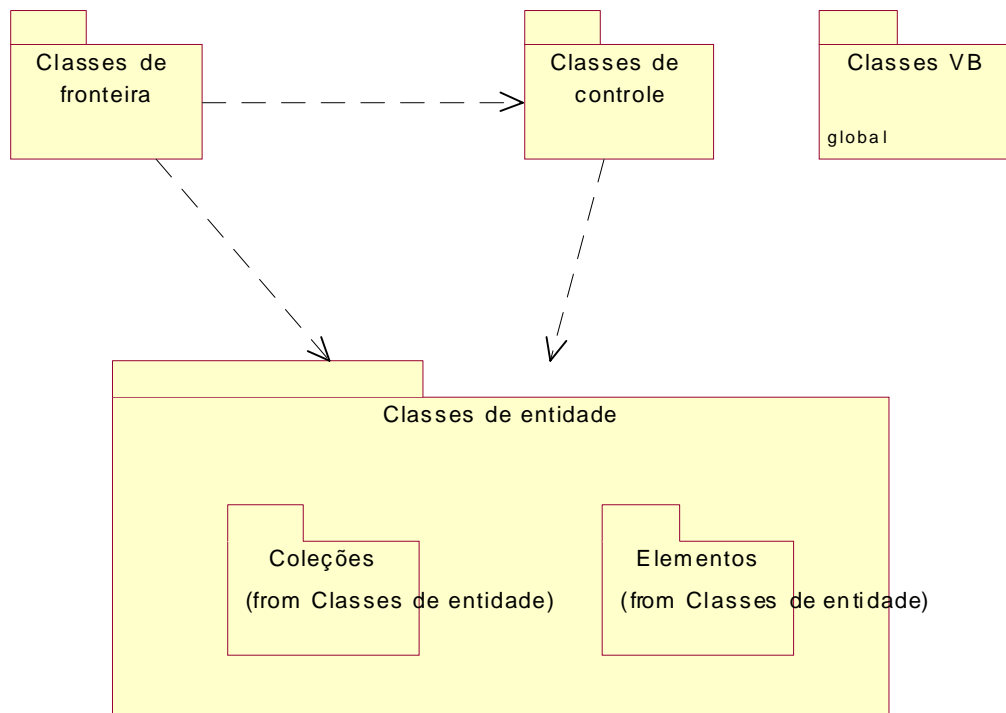 Classes de
fronteira
Classes de
controle
Classes VB
global
Classes de entidade
Coleções
(from Classes de entidade)
Elementos
(from Classes de entidade)